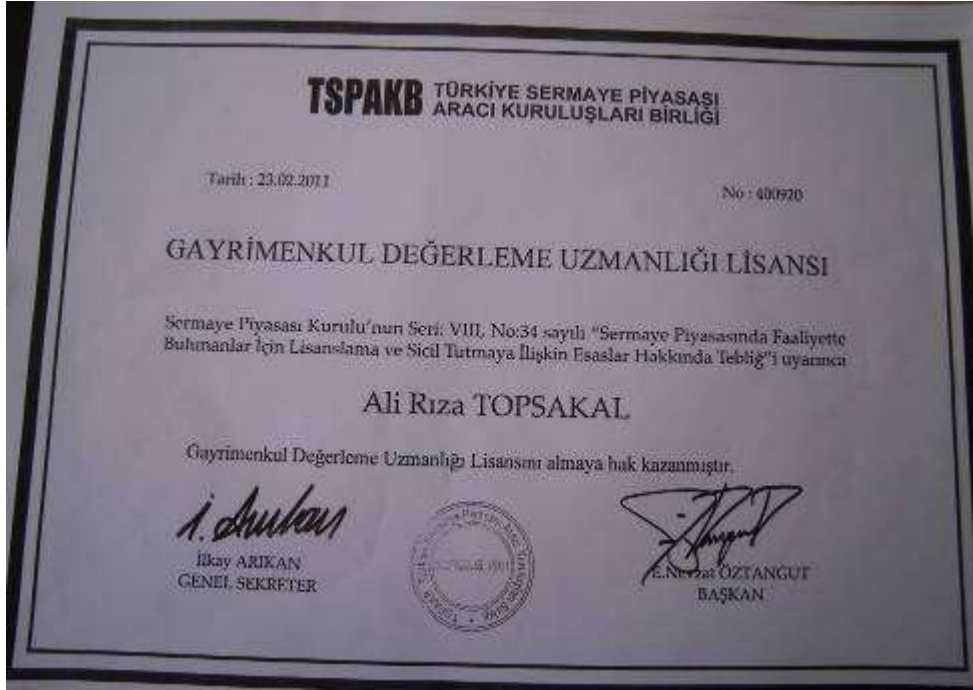 TSPAKB TÜRKİYE SERMAYE PİYASASI
ARACI KURULUŞLARI BİRLİĞİ
Tarih : 23.02.2011
No : 400920
GAYRİMENKUL DEĞERLEME UZMANLIĞI LİSANSI
Sermaye Piyasası Kurulu'nun Seri: VIII, No:34 sayılı "Sermaye Piyasasında Faaliyette
Bulunanlar İçin Lisanslama ve Sicil Tutmaya İlişkin Esaslar Hakkında Tebliğ"i uyarınca
Ali Rıza TOPSAKAL
Gayrimenkul Değerleme Uzmanlığı Lisansını almaya hak kazanmıştır.
İlkay ARIKAN
GENEL SEKRETER
E.Nevzat ÖZTANGUT
BAŞKAN